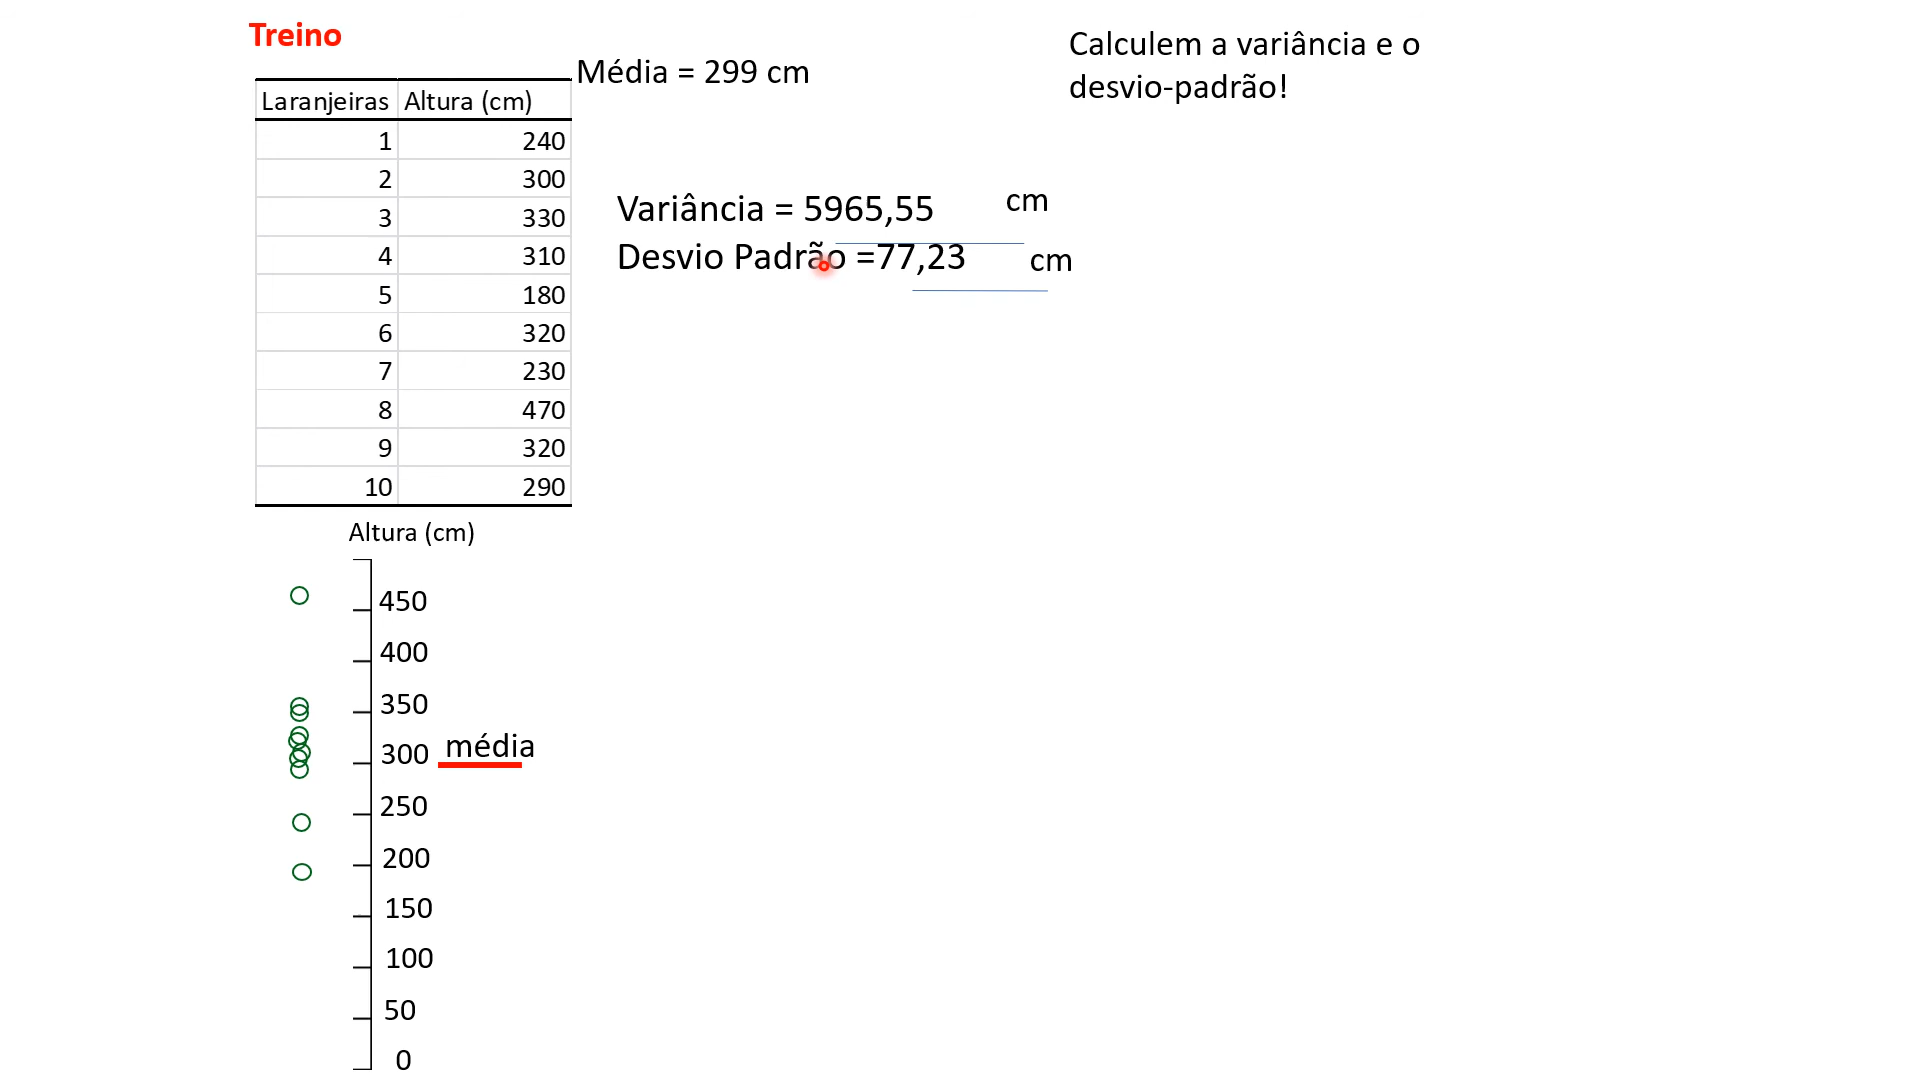 Treino
Média = 299 cm
Calculem a variância e o
desvio-padrão!
Laranjeiras Altura (cm)
1 240
2 300
3 330
4 310
5 180
6 320
7 230
8 470
9 320
10 290
Variância = 5965,55 cm
Desvio Padrão =77,23 cm
Altura (cm)
450
400
350
300 média
250
200
150
100
50
0